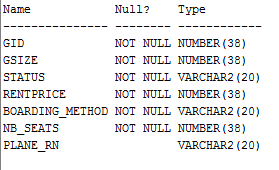 Name Null? Type
--------------- -------- ------------
GID NOT NULL NUMBER(38)
GSIZE NOT NULL NUMBER(38)
STATUS NOT NULL VARCHAR2(20)
RENTPRICE NOT NULL NUMBER(38)
BOARDING_METHOD NOT NULL VARCHAR2(20)
NB_SEATS NOT NULL NUMBER(38)
PLANE_RN VARCHAR2(20)